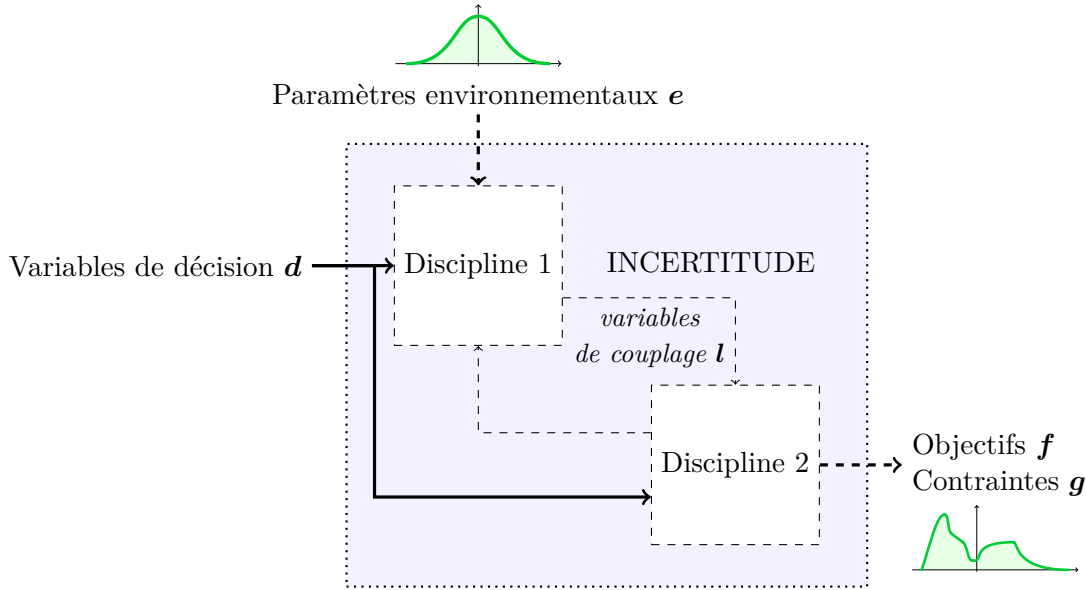 Paramètres environnementaux e
Variables de décision d
Discipline 1
INCERTITUDE
variables
de couplage l
Discipline 2
Objectifs f
Contraintes g